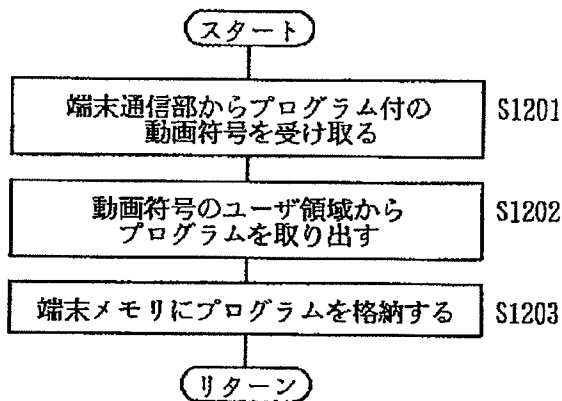 スタート
端末通信部からプログラム付の
動画符号を受け取る
S1201
動画符号のユーザ領域から
プログラムを取り出す
S1202
端末メモリにプログラムを格納する
S1203
リターン